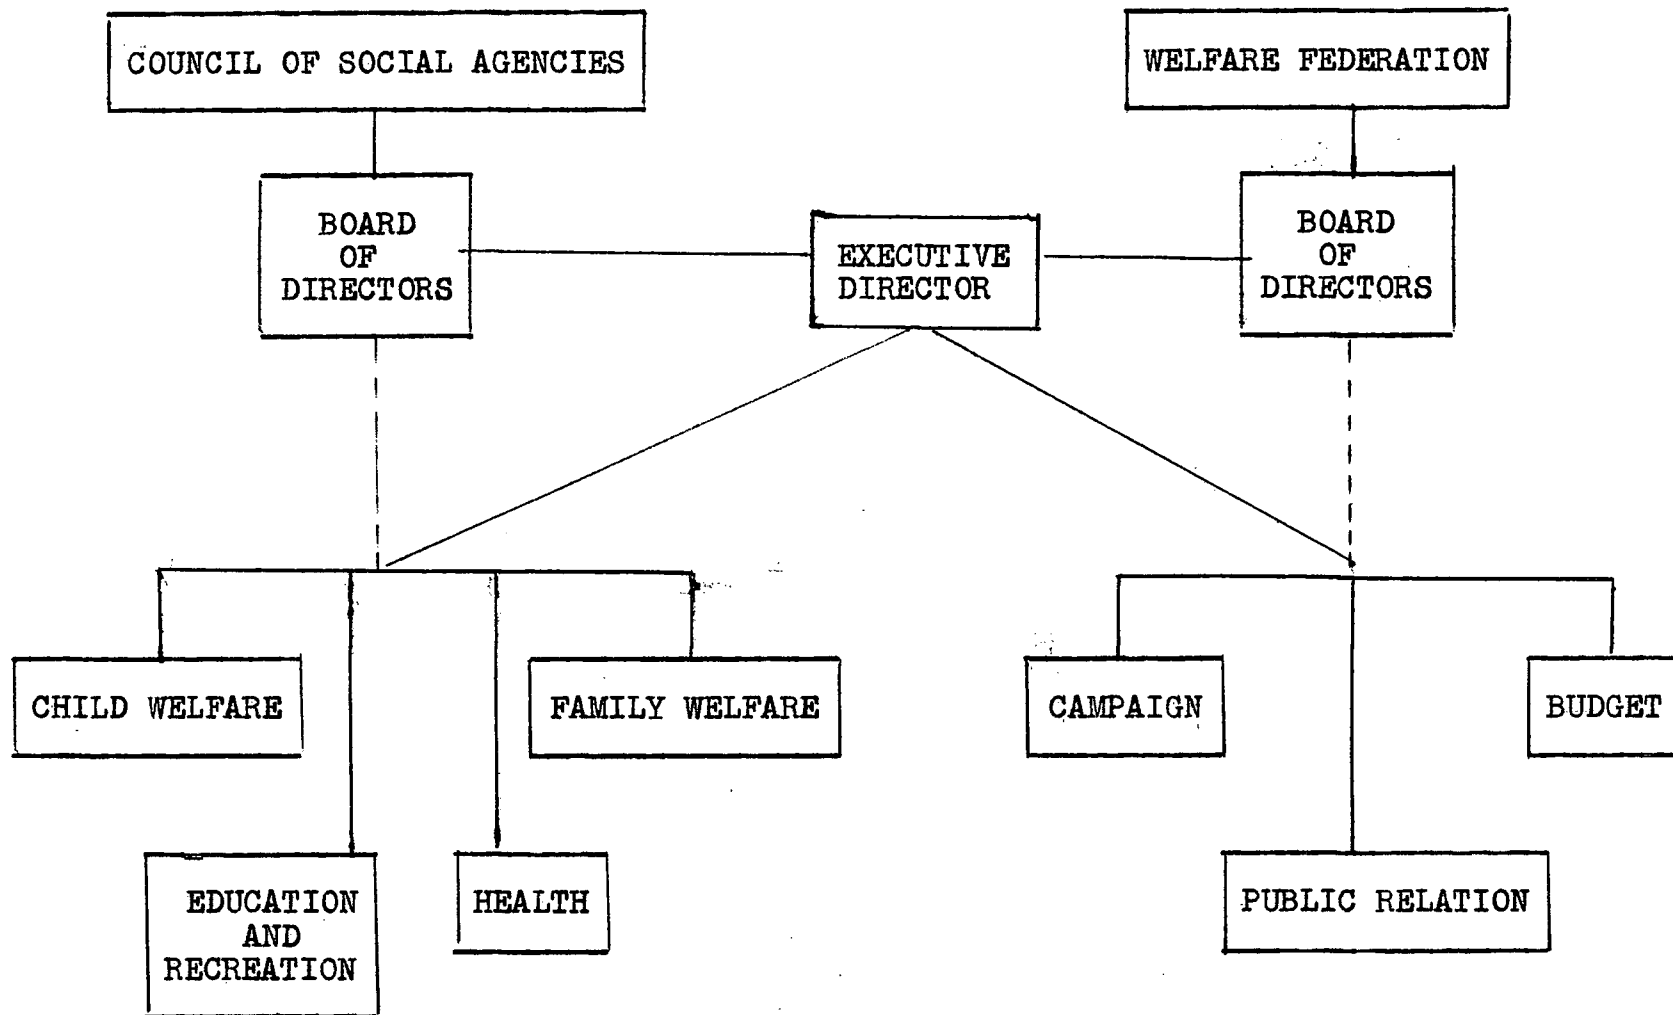 COUNCIL OF SOCIAL AGENCIES
WELFARE FEDERATION
BOARD
OF
DIRECTORS
EXECUTIVE
DIRECTOR
BOARD
OF
DIRECTORS
CHILD WELFARE
FAMILY WELFARE
CAMPAIGN
BUDGET
EDUCATION
AND
RECREATION
HEALTH
PUBLIC RELATION